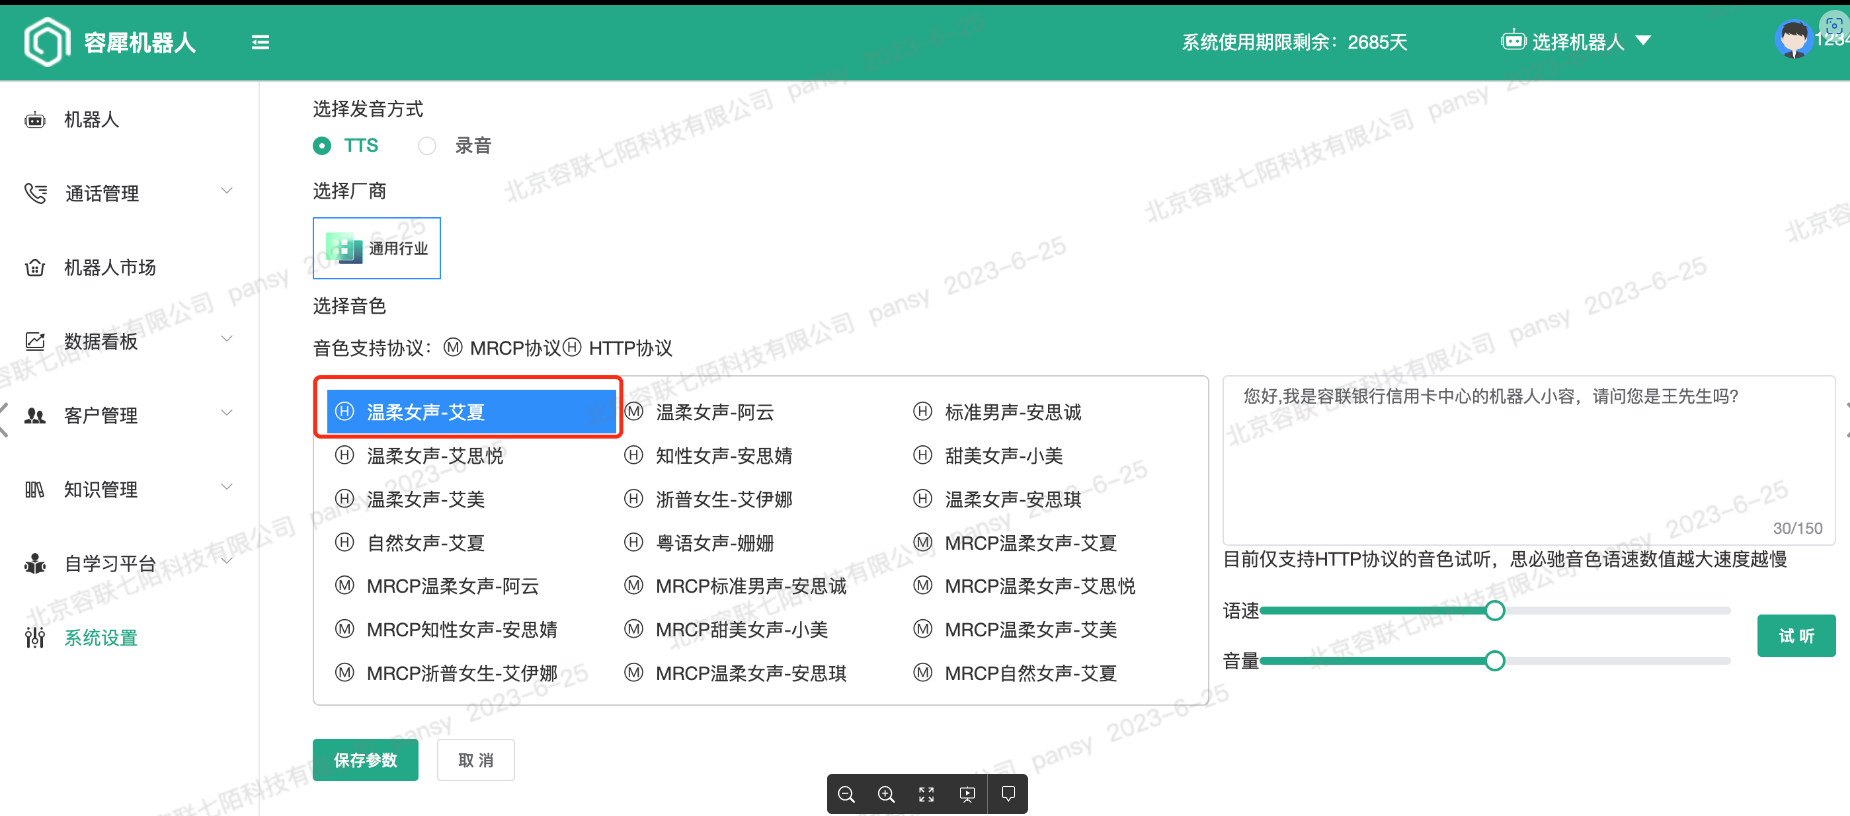 容犀机器人
系统使用期限剩余：2685天
选择机器人
1234
机器人
通话管理
机器人市场
数据看板
客户管理
知识管理
自学习平台
系统设置
选择发音方式
TTS 录音
选择厂商
通用行业
选择音色
音色支持协议：Ⓜ MRCP协议Ⓗ HTTP协议
Ⓗ 温柔女声-艾夏 Ⓜ 温柔女声-阿云 Ⓗ 标准男声-安思诚
Ⓗ 温柔女声-艾思悦 Ⓗ 知性女声-安思婧 Ⓗ 甜美女声-小美
Ⓗ 温柔女声-艾美 Ⓗ 浙普女生-艾伊娜 Ⓗ 温柔女声-安思琪
Ⓗ 自然女声-艾夏 Ⓗ 粤语女声-姗姗 Ⓜ MRCP温柔女声-艾夏
Ⓜ MRCP温柔女声-阿云 Ⓜ MRCP标准男声-安思诚 Ⓜ MRCP温柔女声-艾思悦
Ⓜ MRCP知性女声-安思婧 Ⓜ MRCP甜美女声-小美 Ⓜ MRCP温柔女声-艾美
Ⓜ MRCP浙普女生-艾伊娜 Ⓜ MRCP温柔女声-安思琪 Ⓜ MRCP自然女声-艾夏
您好,我是容联银行信用卡中心的机器人小容，请问您是王先生吗?
30/150
目前仅支持HTTP协议的音色试听，思必驰音色语速数值越大速度越慢
语速
音量
试 听
保存参数 取 消
北京容联七陌科技有限公司 pansy 2023-6-25